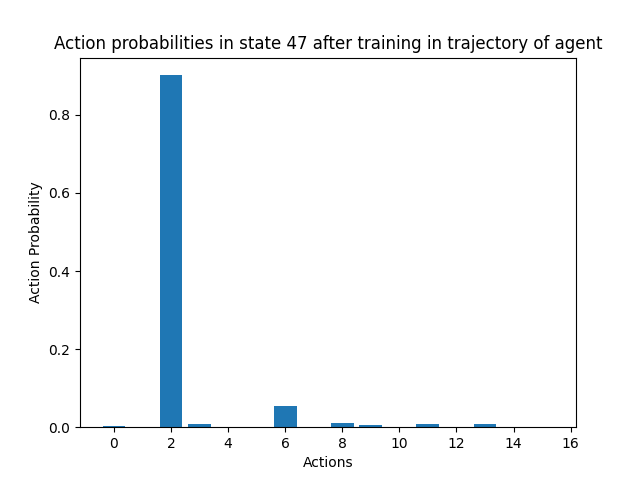 Action probabilities in state 47 after training in trajectory of agent
Action Probability
0.8
0.6
0.4
0.2
0.0
0 2 4 6 8 10 12 14 16
Actions